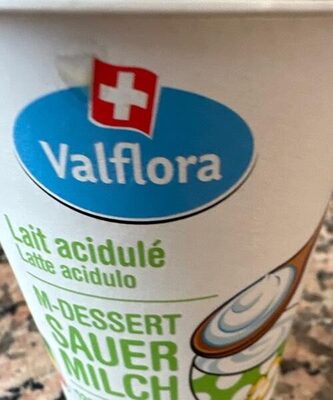 Valflora
Lait acidulé
Latte acidulo
M-DESSERT
SAUER
MILCH